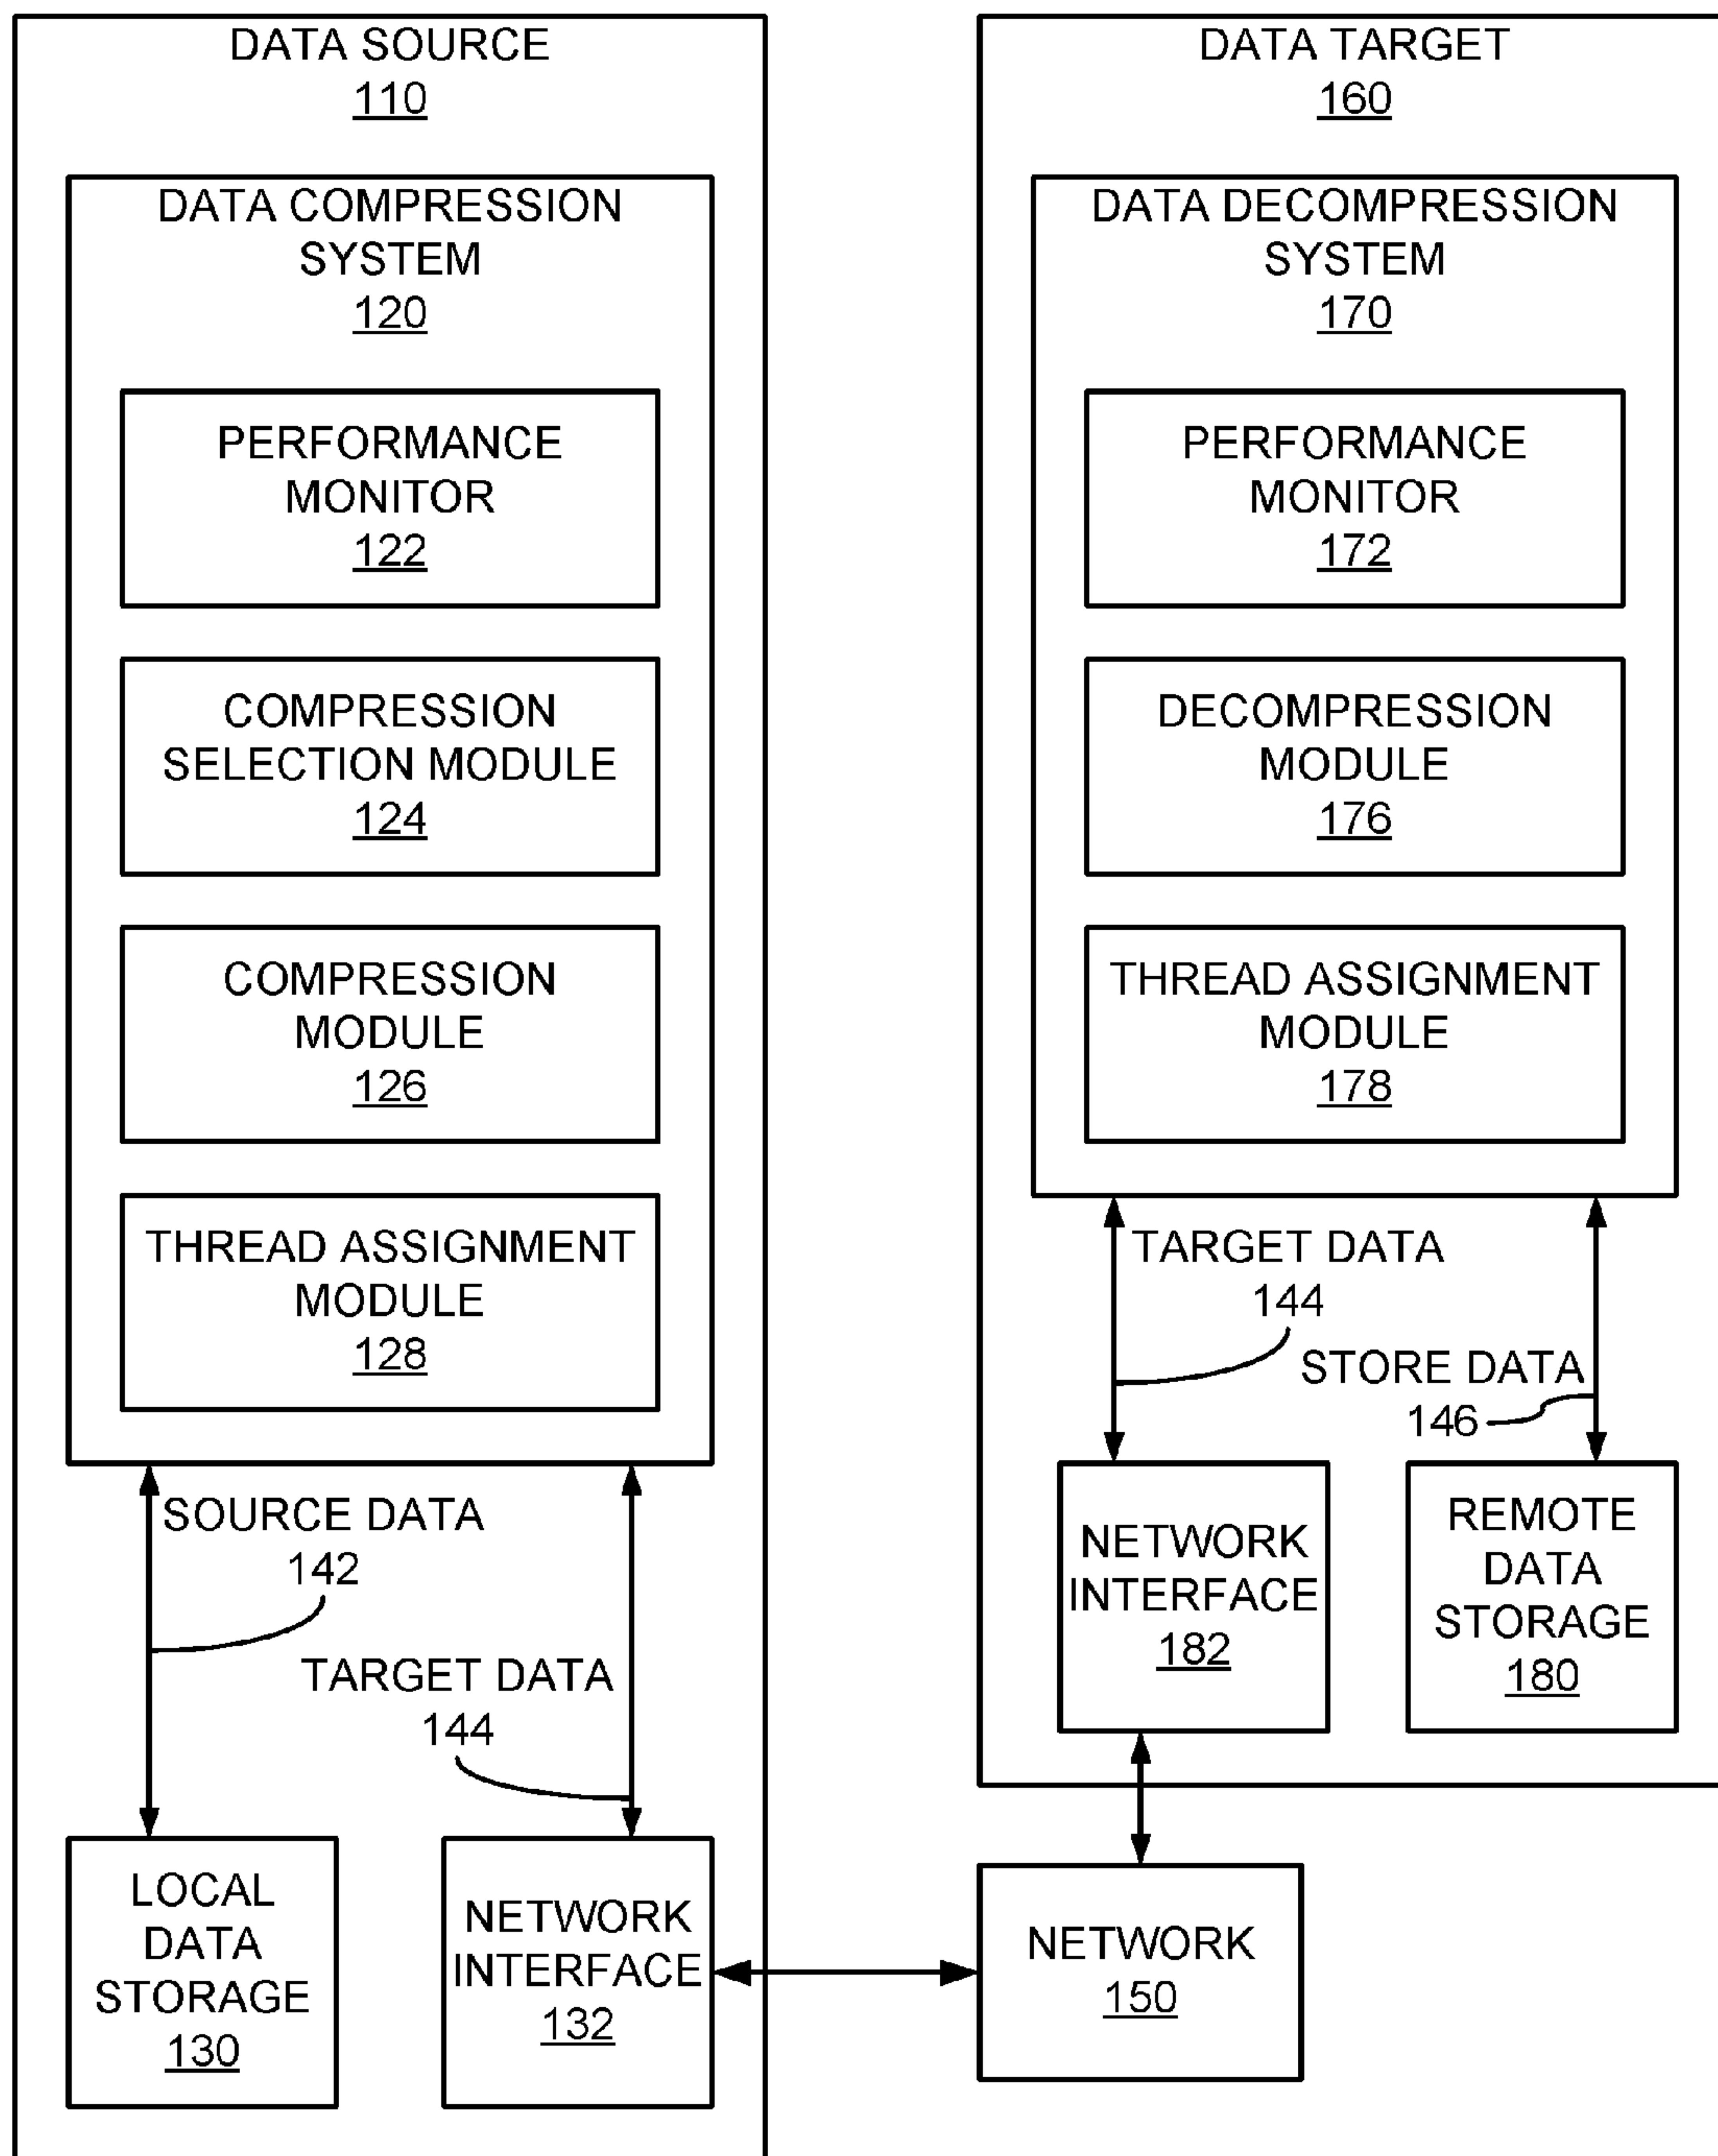 DATA SOURCE
110
DATA COMPRESSION
SYSTEM
120
PERFORMANCE
MONITOR
122
COMPRESSION
SELECTION MODULE
124
COMPRESSION
MODULE
126
THREAD ASSIGNMENT
MODULE
128
SOURCE DATA
142
TARGET DATA
144
LOCAL
DATA
STORAGE
130
NETWORK
INTERFACE
132
DATA TARGET
160
DATA DECOMPRESSION
SYSTEM
170
PERFORMANCE
MONITOR
172
DECOMPRESSION
MODULE
176
THREAD ASSIGNMENT
MODULE
178
TARGET DATA
144
STORE DATA
146
NETWORK
INTERFACE
182
REMOTE
DATA
STORAGE
180
NETWORK
150